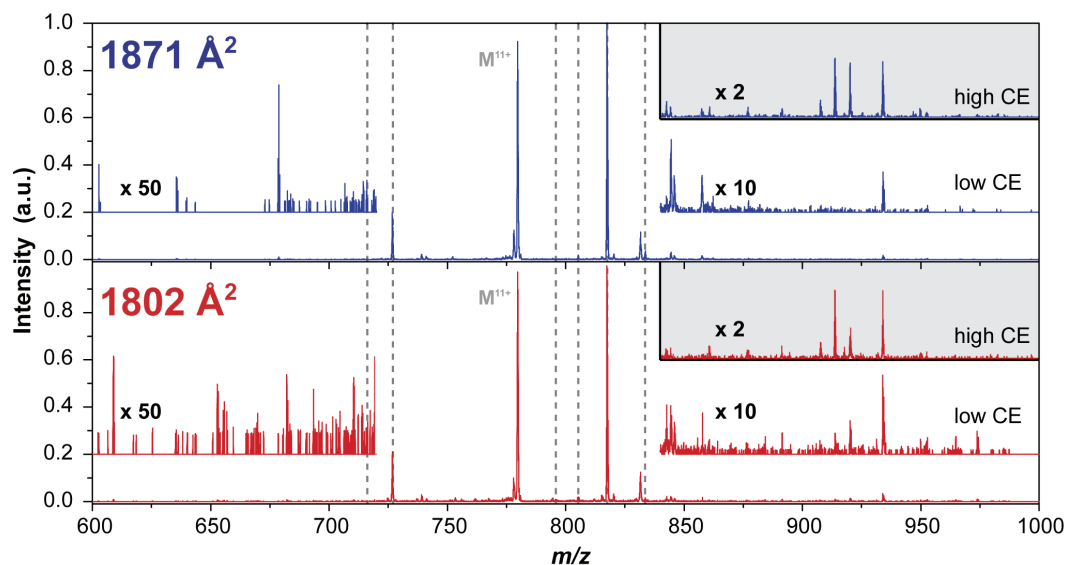 1.0
1871 Å²
M¹¹⁺
0.8
x 2
high CE
0.6
0.4
x 50
x 10
low CE
0.2
0.0
Intensity (a.u.)
1802 Å²
M¹¹⁺
0.8
x 2
high CE
0.6
0.4
x 50
x 10
low CE
0.2
0.0
600
650
700
750
800
850
900
950
1000
m/z